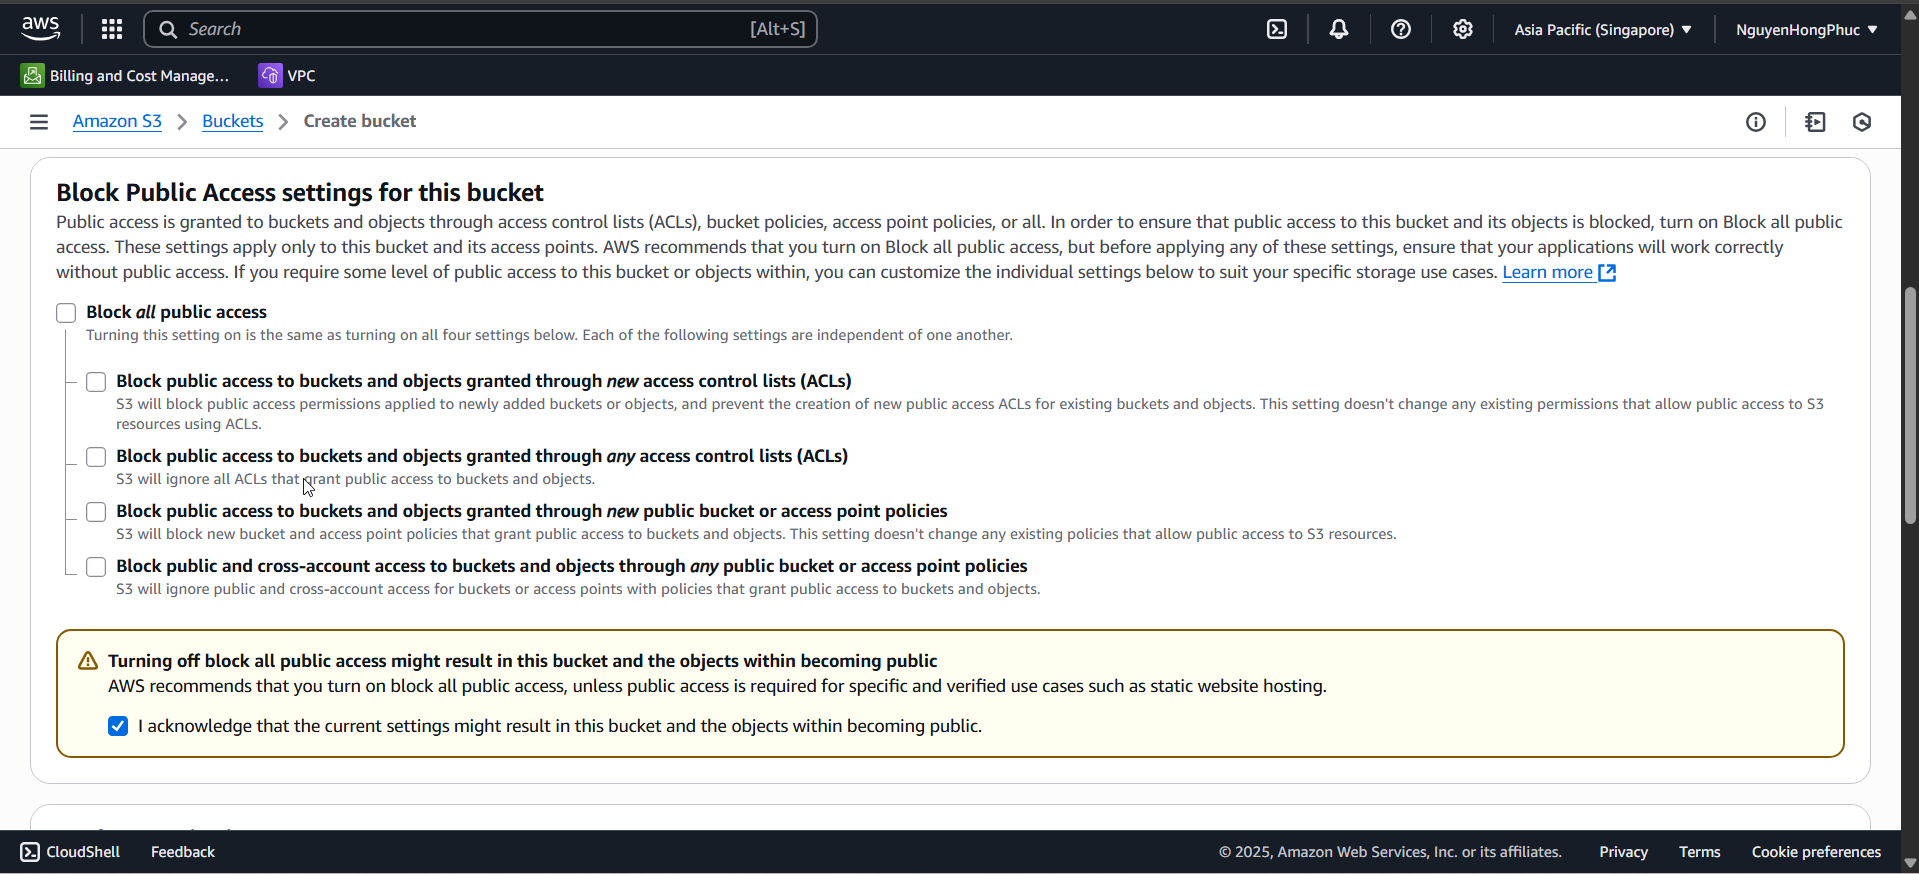 aws
Search
[Alt+S]
Asia Pacific (Singapore)
NguyenHongPhuc
Billing and Cost Manage...
VPC
Amazon S3
Buckets
Create bucket
Block Public Access settings for this bucket
Public access is granted to buckets and objects through access control lists (ACLs), bucket policies, access point policies, or all. In order to ensure that public access to this bucket and its objects is blocked, turn on Block all public
access. These settings apply only to this bucket and its access points. AWS recommends that you turn on Block all public access, but before applying any of these settings, ensure that your applications will work correctly
without public access. If you require some level of public access to this bucket or objects within, you can customize the individual settings below to suit your specific storage use cases. Learn more
Block all public access
Turning this setting on is the same as turning on all four settings below. Each of the following settings are independent of one another.
Block public access to buckets and objects granted through new access control lists (ACLs)
S3 will block public access permissions applied to newly added buckets or objects, and prevent the creation of new public access ACLs for existing buckets and objects. This setting doesn't change any existing permissions that allow public access to S3
resources using ACLs.
Block public access to buckets and objects granted through any access control lists (ACLs)
S3 will ignore all ACLs that grant public access to buckets and objects.
Block public access to buckets and objects granted through new public bucket or access point policies
S3 will block new bucket and access point policies that grant public access to buckets and objects. This setting doesn't change any existing policies that allow public access to S3 resources.
Block public and cross-account access to buckets and objects through any public bucket or access point policies
S3 will ignore public and cross-account access for buckets or access points with policies that grant public access to buckets and objects.
Turning off block all public access might result in this bucket and the objects within becoming public
AWS recommends that you turn on block all public access, unless public access is required for specific and verified use cases such as static website hosting.
I acknowledge that the current settings might result in this bucket and the objects within becoming public.
CloudShell
Feedback
© 2025, Amazon Web Services, Inc. or its affiliates.
Privacy
Terms
Cookie preferences